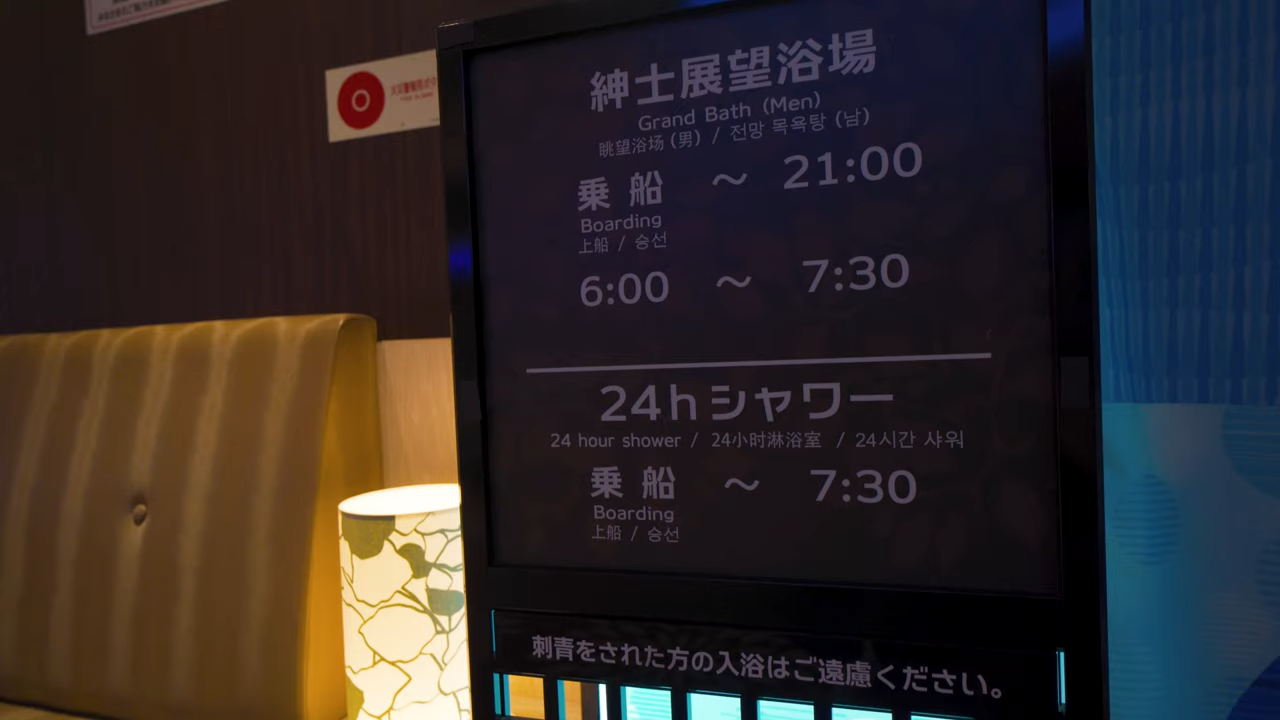 紳士展望浴場
Grand Bath (Men)
眺望浴场 (男) / 전망 목욕탕 (남)
乗船 ～ 21:00
Boarding
上船 / 승선
6:00 ～ 7:30
24hシャワー
24 hour shower / 24小时淋浴室 / 24시간 샤워
乗船 ～ 7:30
Boarding
上船 / 승선
刺青をされた方の入浴はご遠慮ください。